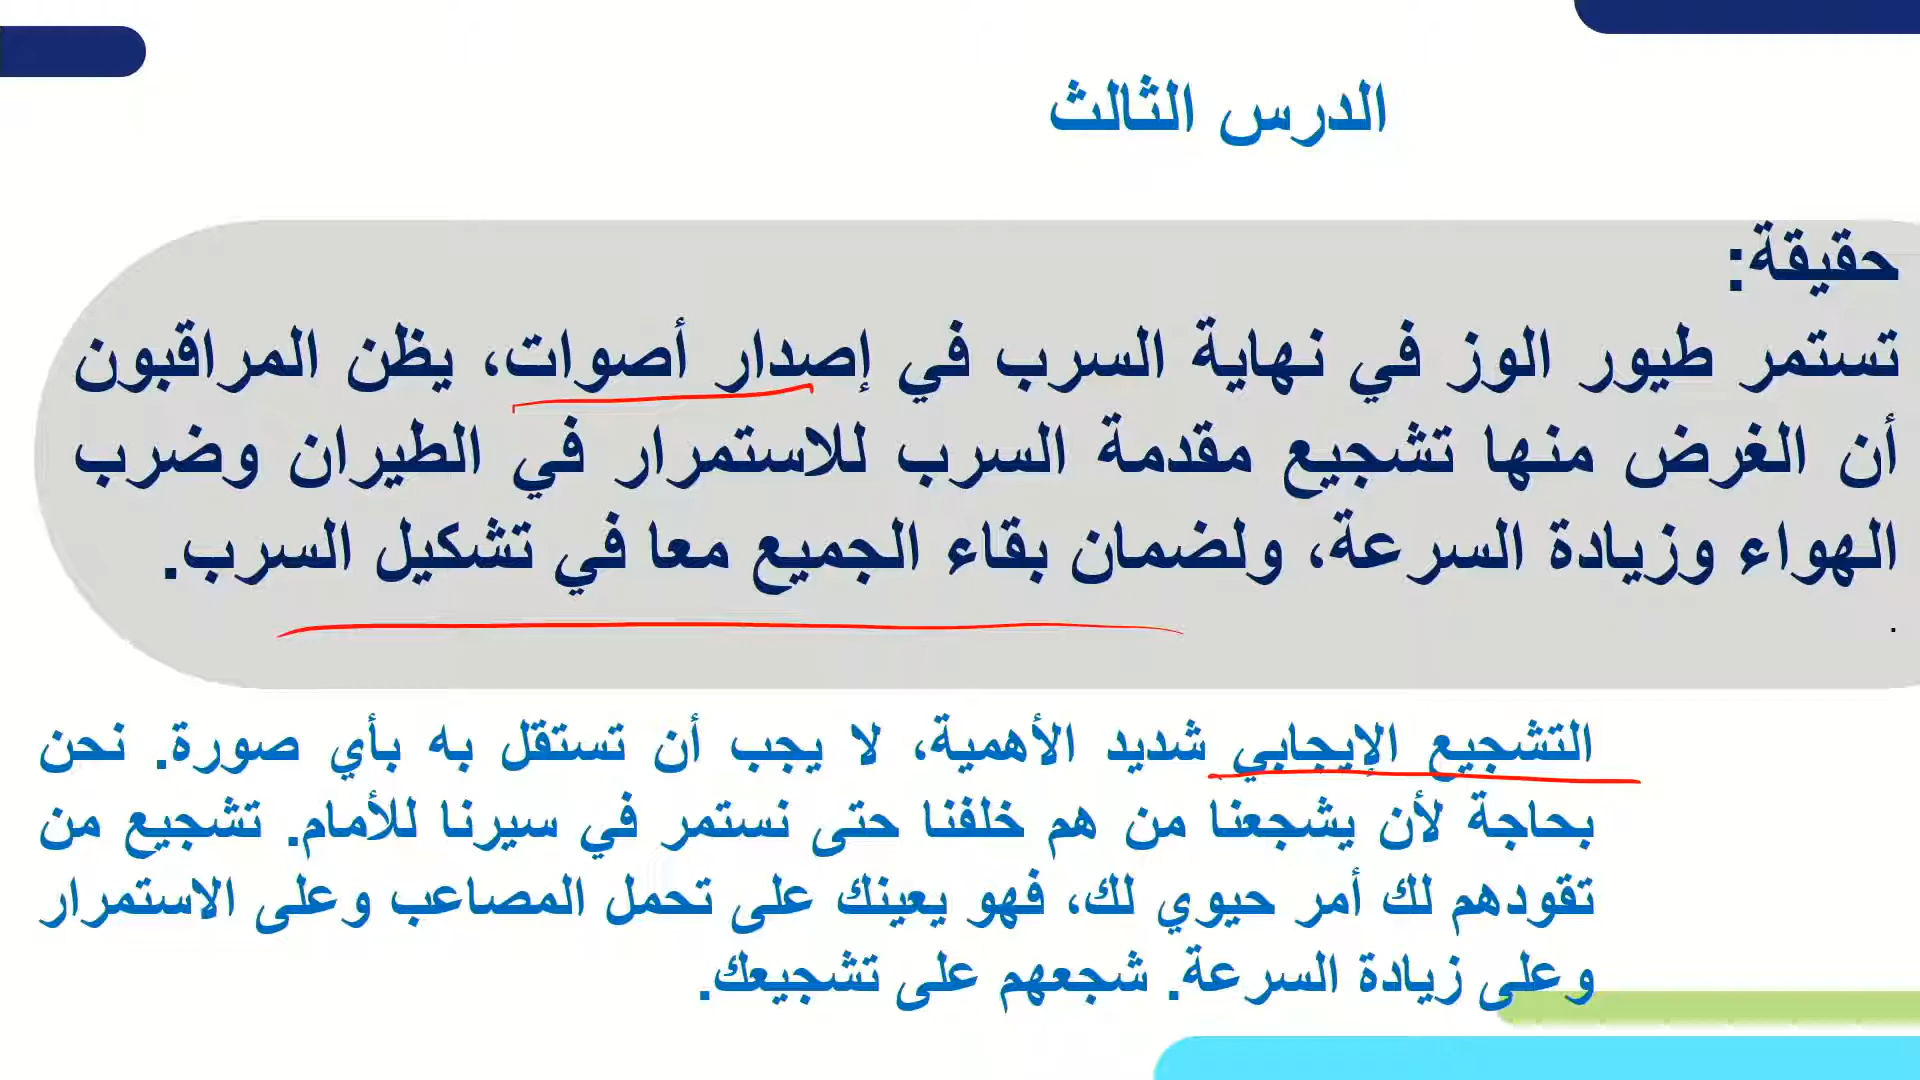 الدرس الثالث
حقيقة:
تستمر طيور الوز في نهاية السرب في إصدار أصوات، يظن المراقبون
أن الغرض منها تشجيع مقدمة السرب للاستمرار في الطيران وضرب
الهواء وزيادة السرعة، ولضمان بقاء الجميع معا في تشكيل السرب.
.
التشجيع الإيجابي شديد الأهمية، لا يجب أن تستقل به بأي صورة. نحن
بحاجة لأن يشجعنا من هم خلفنا حتى نستمر في سيرنا للأمام. تشجيع من
تقودهم لك أمر حيوي لك، فهو يعينك على تحمل المصاعب وعلى الاستمرار
وعلى زيادة السرعة. شجعهم على تشجيعك.